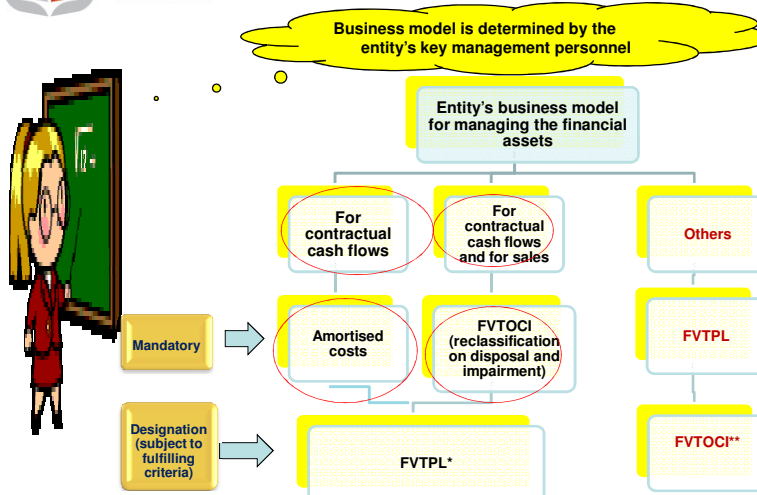 Business model is determined by the
entity's key management personnel
Entity's business model
for managing the financial
assets
For
contractual
cash flows
For
contractual
cash flows
and for sales
Others
Mandatory
Amortised
costs
FVTOCI
(reclassification
on disposal and
impairment)
FVTPL
Designation
(subject to
fulfilling
criteria)
FVTPL*
FVTOCI**